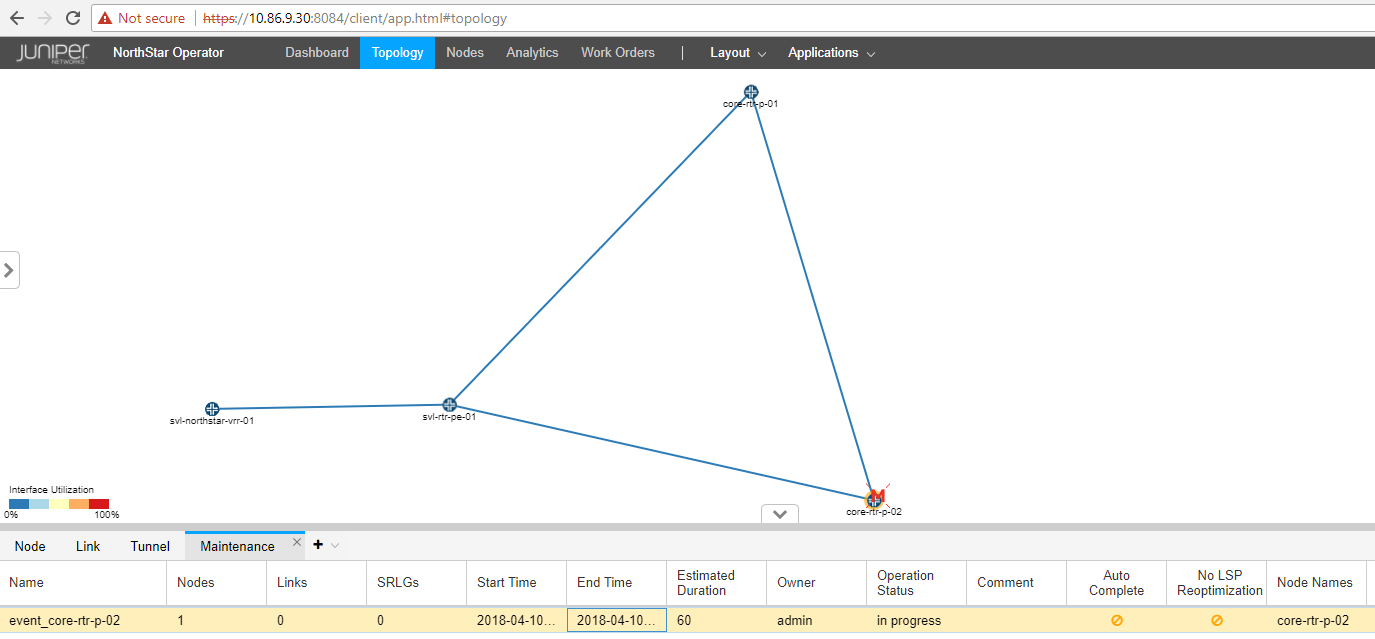 Not secure https://10.86.9.30:8084/client/app.html#topology
JUNIPER NETWORKS NorthStar Operator Dashboard Topology Nodes Analytics Work Orders | Layout Applications
core-rtr-p-01
svl-northstar-vrr-01
svl-rtr-pe-01
M
core-rtr-p-02
Interface Utilization
0% 100%
Node Link Tunnel Maintenance
Name Nodes Links SRLGs Start Time End Time Estimated Duration Owner Operation Status Comment Auto Complete No LSP Reoptimization Node Names
event_core-rtr-p-02 1 0 0 2018-04-10... 2018-04-10... 60 admin in progress core-rtr-p-02